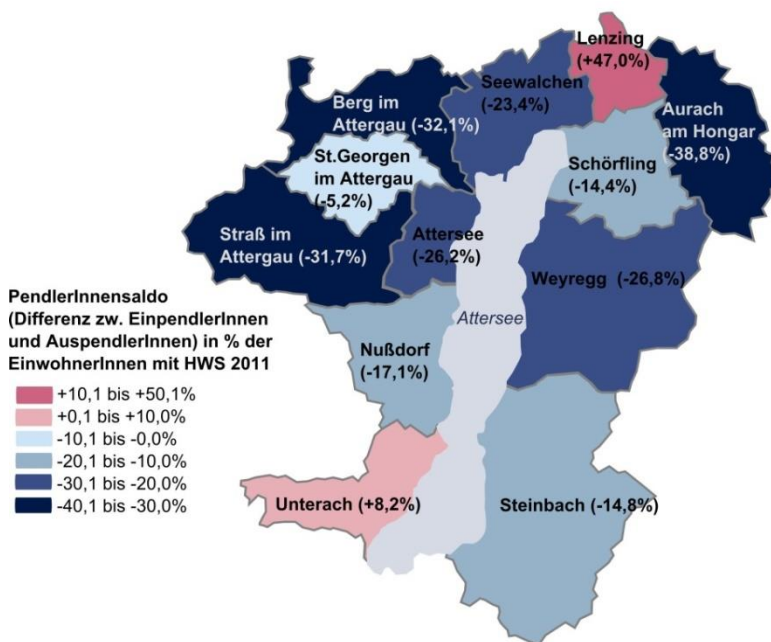 Lenzing
(+47,0%)
Seewalchen
(-23,4%)
Berg im
Attergau (-32,1%)
Aurach
am Hongar
(-38,8%)
St.Georgen
im Attergau
(-5,2%)
Schörfling
(-14,4%)
Straß im
Attergau (-31,7%)
Attersee
(-26,2%)
Weyregg (-26,8%)
Attersee
Nußdorf
(-17,1%)
Unterach (+8,2%)
Steinbach (-14,8%)
PendlerInnensaldo
(Differenz zw. EinpendlerInnen
und AuspendlerInnen) in % der
EinwohnerInnen mit HWS 2011
+10,1 bis +50,1%
+0,1 bis +10,0%
-10,1 bis -0,0%
-20,1 bis -10,0%
-30,1 bis -20,0%
-40,1 bis -30,0%